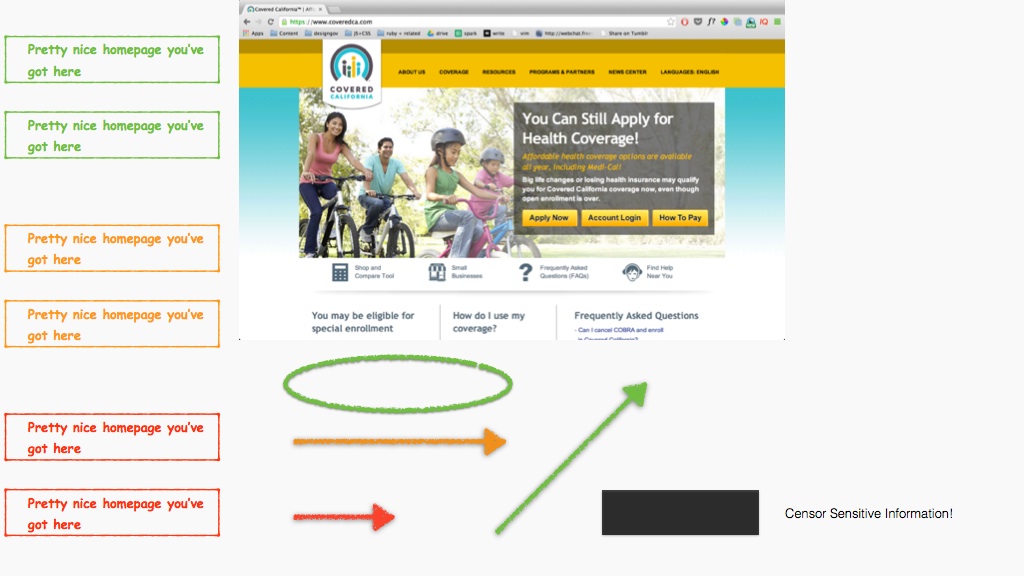 Pretty nice homepage you've
got here
Pretty nice homepage you've
got here
Pretty nice homepage you've
got here
Pretty nice homepage you've
got here
Pretty nice homepage you've
got here
Pretty nice homepage you've
got here
Covered California™ | Aff
https://www.coveredca.com
Apps Content designgov JS+CSS ruby + related drive spark write vim http://webchat.free Share on Tumblr
COVERED
CALIFORNIA
ABOUT US COVERAGE RESOURCES PROGRAMS & PARTNERS NEWS CENTER LANGUAGES: ENGLISH
You Can Still Apply for
Health Coverage!
Affordable health coverage options are available
all year, including Medi-Cal!
Big life changes or losing health insurance may qualify
you for Covered California coverage now, even though
open enrollment is over.
Apply Now Account Login How To Pay
Shop and
Compare Tool
Small
Businesses
Frequently Asked
Questions (FAQs)
Find Help
Near You
You may be eligible for
special enrollment
How do I use my
coverage?
Frequently Asked Questions
- Can I cancel COBRA and enroll
in Covered California?
Censor Sensitive Information!